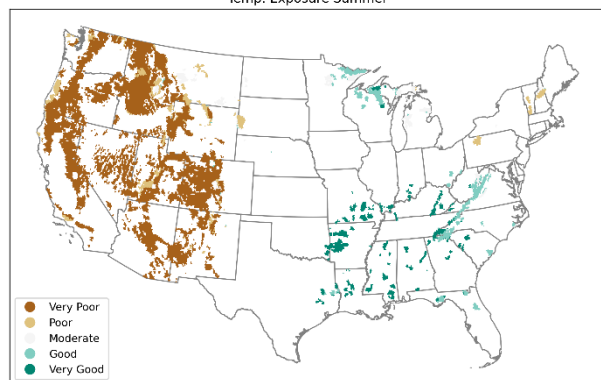 Temp. Exposure Summer
Very Poor
Poor
Moderate
Good
Very Good